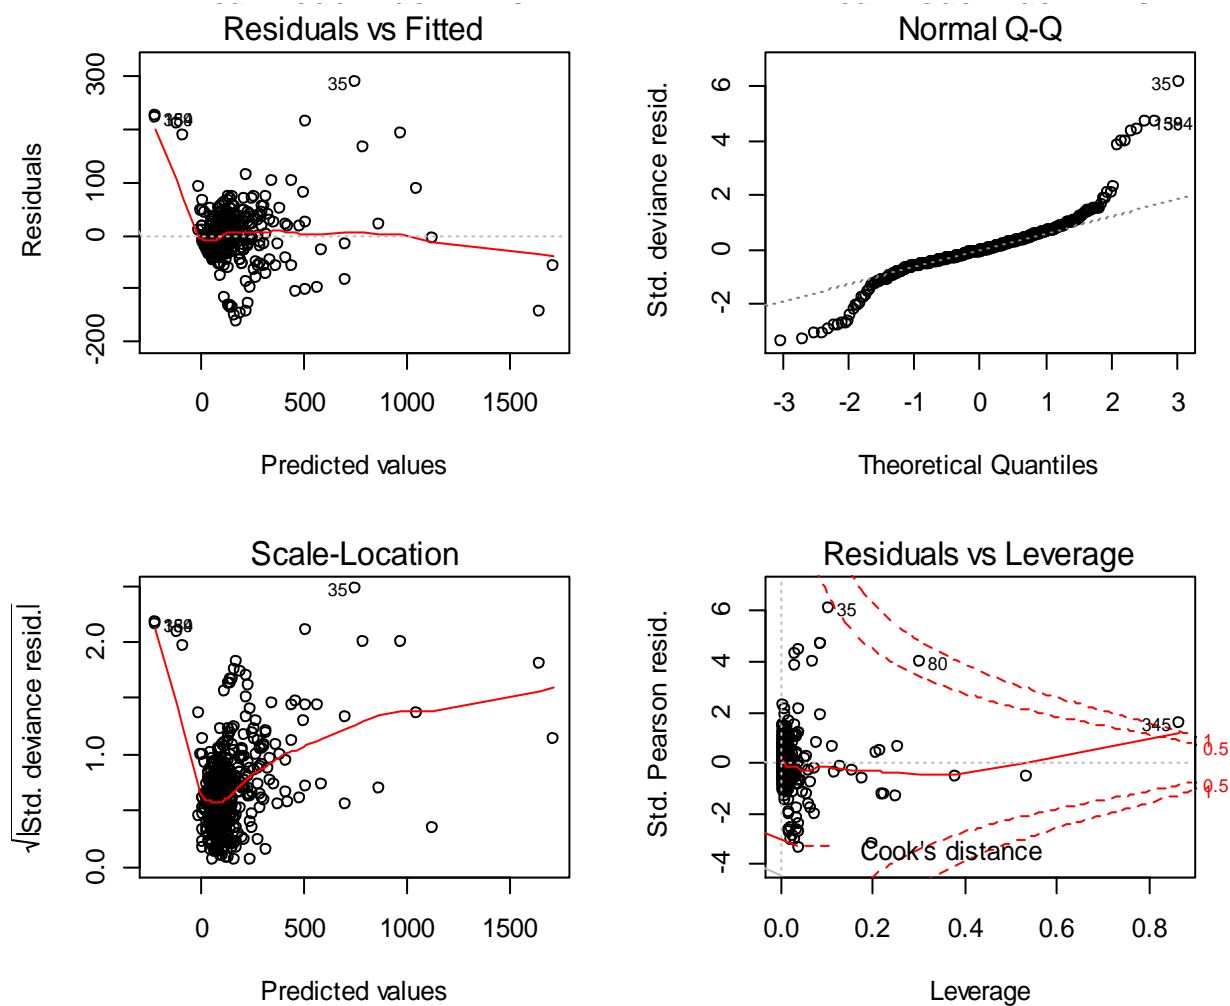 Residuals vs Fitted
Residuals
300
100
0
-200
35
0 500 1000 1500
Predicted values
Normal Q-Q
Std. deviance resid.
6
4
2
0
-2
35
-3 -2 -1 0 1 2 3
Theoretical Quantiles
Scale-Location
√|Std. deviance resid.|
2.0
1.0
0.0
35
0 500 1000 1500
Predicted values
Residuals vs Leverage
Std. Pearson resid.
6
4
2
0
-2
-4
35
80
345
1
0.5
0.5
1
Cook's distance
0.0 0.2 0.4 0.6 0.8
Leverage